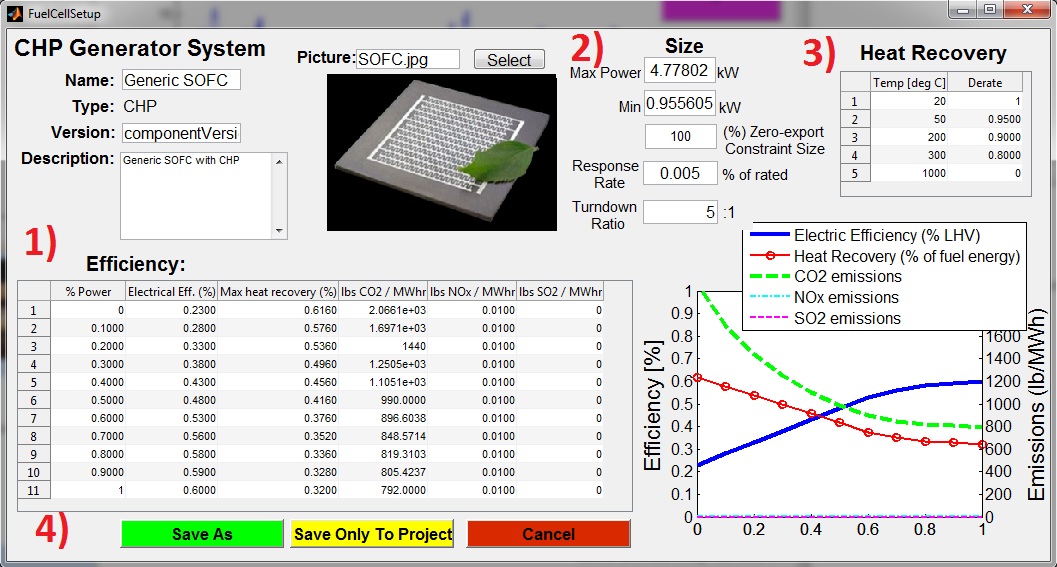 FuelCellSetup
CHP Generator System
Name: Generic SOFC
Type: CHP
Version: componentVersi
Description: Generic SOFC with CHP
Picture: SOFC.jpg Select
2) Size
Max Power 4.77802 kW
Min 0.955605 kW
100 (%) Zero-export
Constraint Size
Response
Rate 0.005 % of rated
Turndown
Ratio 5 :1
3) Heat Recovery
Temp [deg C] Derate
1 20 1
2 50 0.9500
3 200 0.9000
4 300 0.8000
5 1000 0
1)
Efficiency:
% Power Electrical Eff. (%) Max heat recovery (%) lbs CO2 / MWhr lbs NOx / MWhr lbs SO2 / MWhr
1 0 0.2300 0.6160 2.0661e+03 0.0100 0
2 0.1000 0.2800 0.5760 1.6971e+03 0.0100 0
3 0.2000 0.3300 0.5360 1440 0.0100 0
4 0.3000 0.3800 0.4960 1.2505e+03 0.0100 0
5 0.4000 0.4300 0.4560 1.1051e+03 0.0100 0
6 0.5000 0.4800 0.4160 990.0000 0.0100 0
7 0.6000 0.5300 0.3760 896.6038 0.0100 0
8 0.7000 0.5600 0.3520 848.5714 0.0100 0
9 0.8000 0.5800 0.3360 819.3103 0.0100 0
10 0.9000 0.5900 0.3280 805.4237 0.0100 0
11 1 0.6000 0.3200 792.0000 0.0100 0
Electric Efficiency (% LHV)
Heat Recovery (% of fuel energy)
CO2 emissions
NOx emissions
SO2 emissions
Efficiency [%]
1
0.9
0.8
0.7
0.6
0.5
0.4
0.3
0.2
0.1
0
0 0.2 0.4 0.6 0.8 1
1600
1400
1200
1000
800
600
400
200
0
Emissions (lb/MWh)
4)
Save As Save Only To Project Cancel